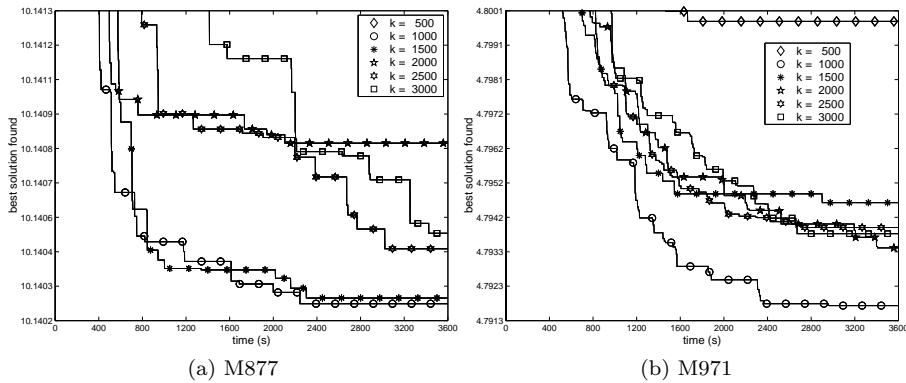 10.1413
10.1412
10.1411
10.1409
10.1408
10.1407
10.1406
10.1404
10.1403
10.1402
best solution found
0 400 800 1200 1600 2000 2400 2800 3200 3600
time (s)
k = 500
k = 1000
k = 1500
k = 2000
k = 2500
k = 3000
(a) M877
4.8001
4.7991
4.7981
4.7972
4.7962
4.7952
4.7942
4.7933
4.7923
4.7913
best solution found
0 400 800 1200 1600 2000 2400 2800 3200 3600
time (s)
k = 500
k = 1000
k = 1500
k = 2000
k = 2500
k = 3000
(b) M971